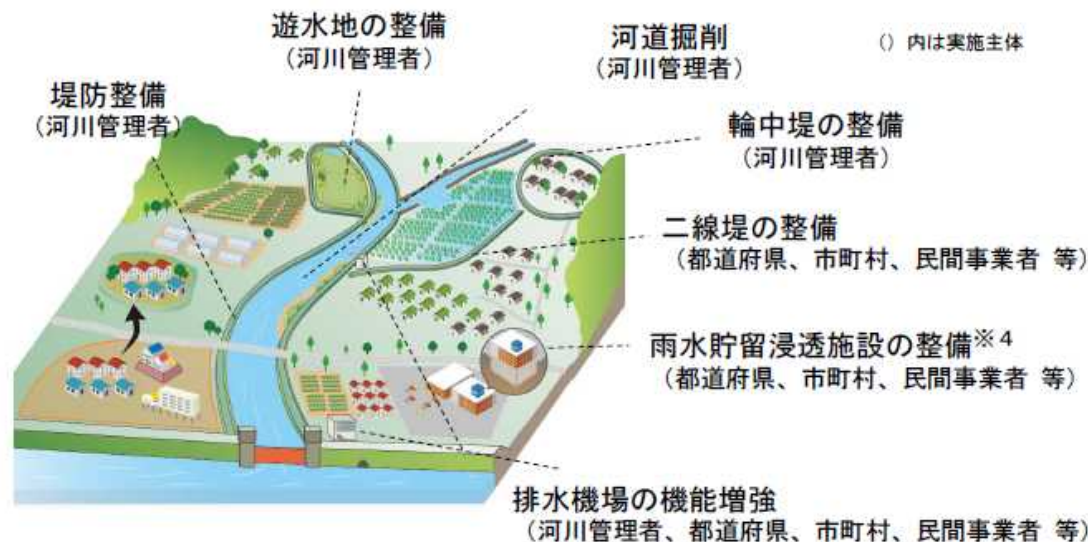 遊水地の整備
(河川管理者)
河道掘削
(河川管理者)
() 内は実施主体
堤防整備
(河川管理者)
輪中堤の整備
(河川管理者)
二線堤の整備
(都道府県、市町村、民間事業者 等)
雨水貯留浸透施設の整備※4
(都道府県、市町村、民間事業者 等)
排水機場の機能増強
(河川管理者、都道府県、市町村、民間事業者 等)